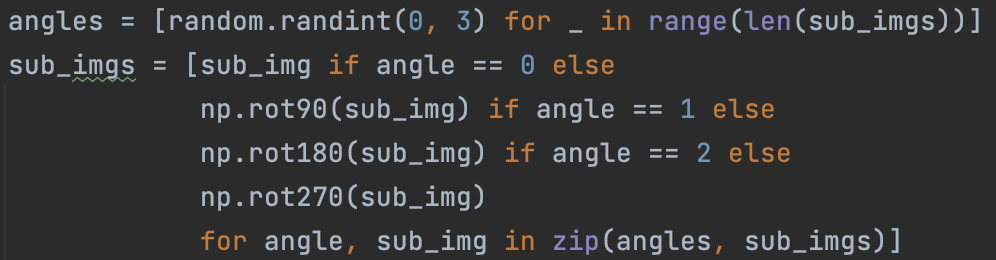 angles = [random.randint(0, 3) for _ in range(len(sub_imgs))]
sub_imgs = [sub_img if angle == 0 else
            np.rot90(sub_img) if angle == 1 else
            np.rot180(sub_img) if angle == 2 else
            np.rot270(sub_img)
            for angle, sub_img in zip(angles, sub_imgs)]